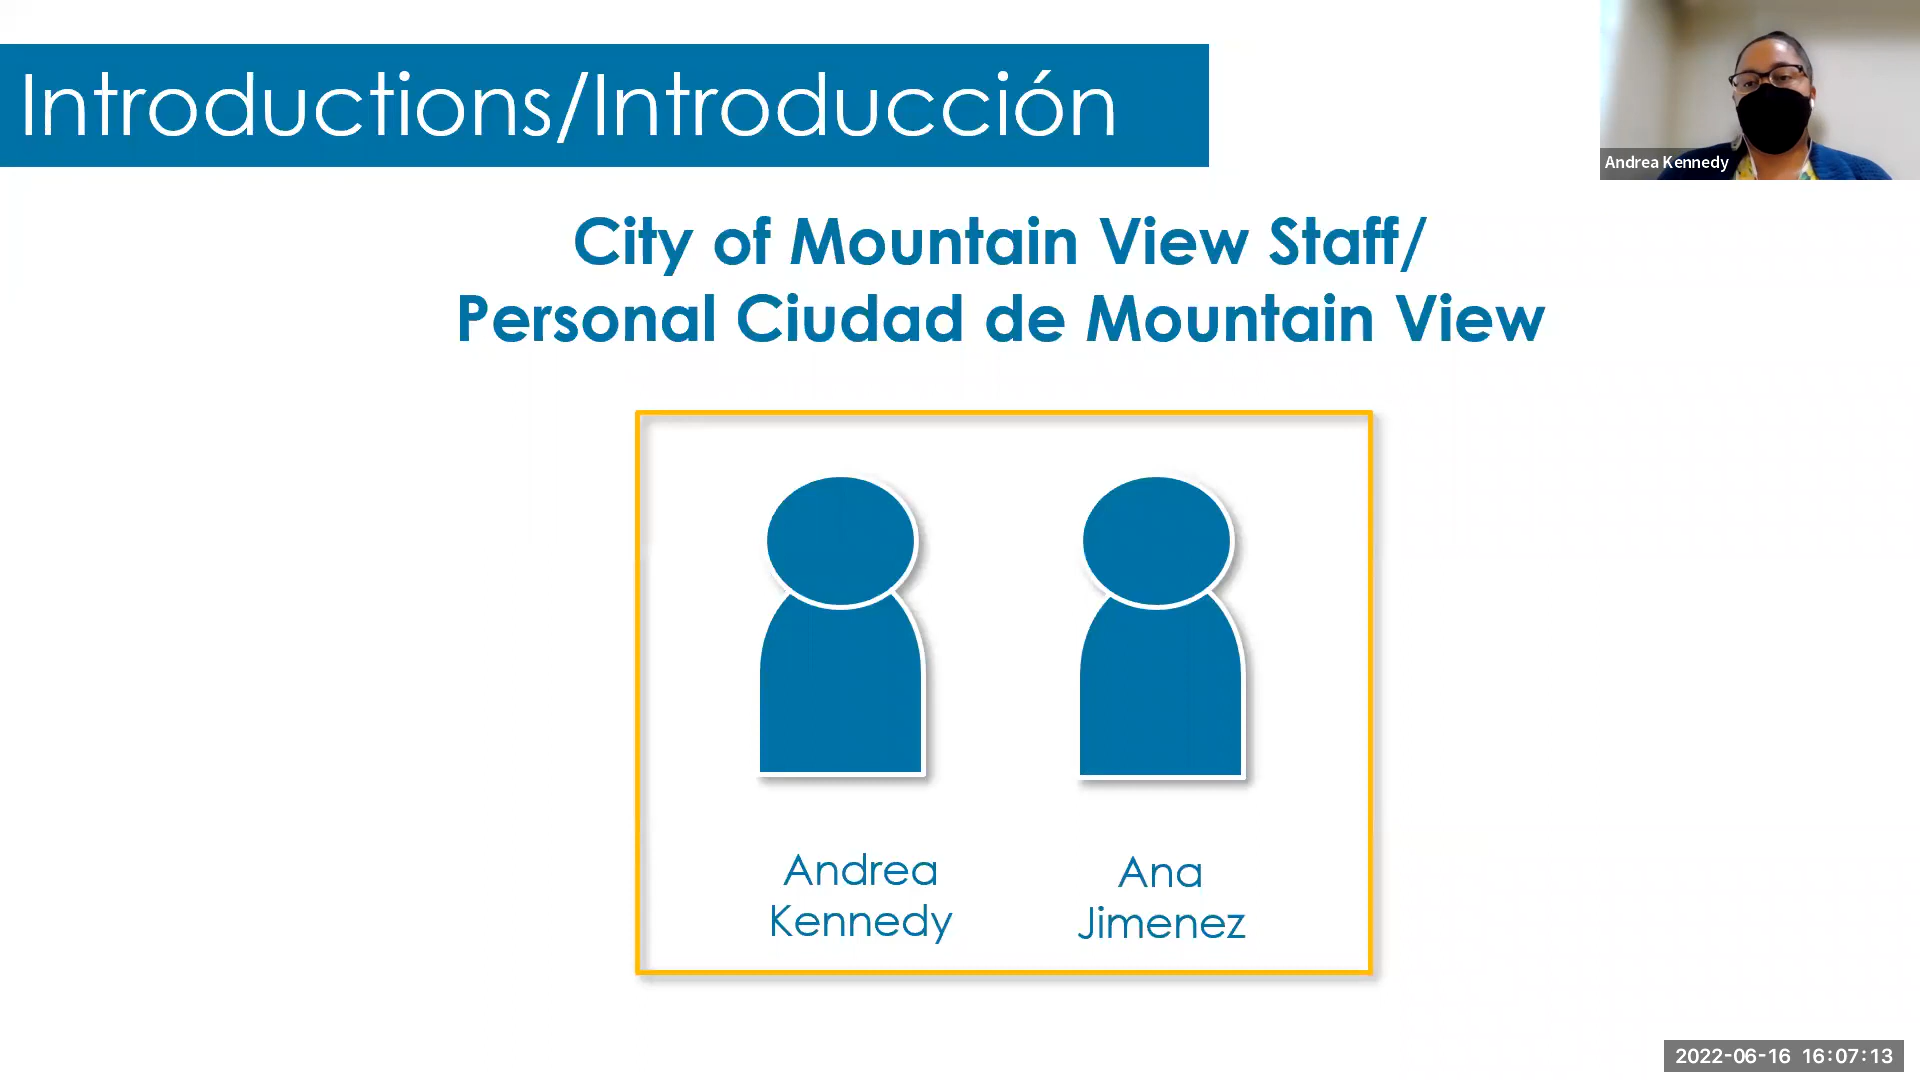 Introductions/Introducción
Andrea Kennedy
City of Mountain View Staff/
Personal Ciudad de Mountain View
Andrea
Kennedy
Ana
Jimenez
2022-06-16 16:07:13